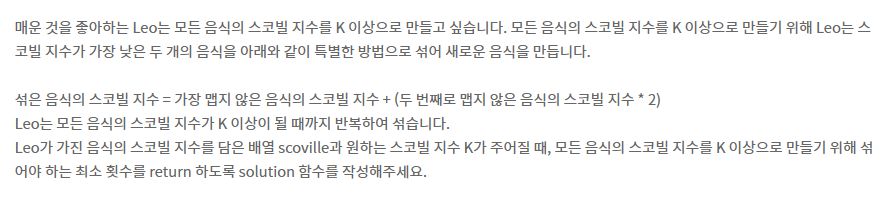 매운 것을 좋아하는 Leo는 모든 음식의 스코빌 지수를 K 이상으로 만들고 싶습니다. 모든 음식의 스코빌 지수를 K 이상으로 만들기 위해 Leo는 스
코빌 지수가 가장 낮은 두 개의 음식을 아래와 같이 특별한 방법으로 섞어 새로운 음식을 만듭니다.
섞은 음식의 스코빌 지수 = 가장 맵지 않은 음식의 스코빌 지수 + (두 번째로 맵지 않은 음식의 스코빌 지수 * 2)
Leo는 모든 음식의 스코빌 지수가 K 이상이 될 때까지 반복하여 섞습니다.
Leo가 가진 음식의 스코빌 지수를 담은 배열 scoville과 원하는 스코빌 지수 K가 주어질 때, 모든 음식의 스코빌 지수를 K 이상으로 만들기 위해 섞
어야 하는 최소 횟수를 return 하도록 solution 함수를 작성해주세요.